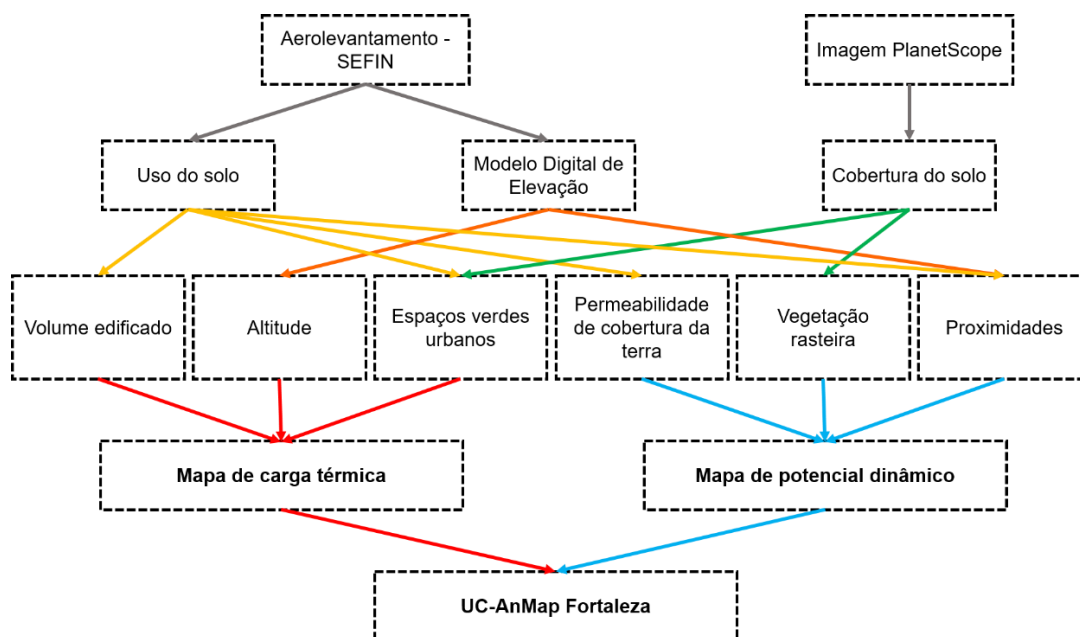 Aerolevantamento -
SEFIN
Imagem PlanetScope
Uso do solo
Modelo Digital de
Elevação
Cobertura do solo
Volume edificado
Altitude
Espaços verdes
urbanos
Permeabilidade
de cobertura da
terra
Vegetação
rasteira
Proximidades
Mapa de carga térmica
Mapa de potencial dinâmico
UC-AnMap Fortaleza